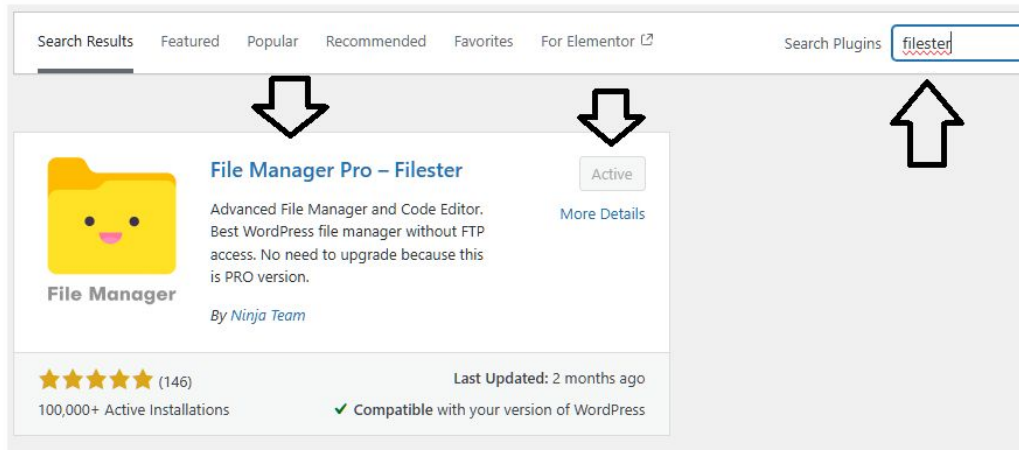 Search Results Featured Popular Recommended Favorites For Elementor Search Plugins filester
File Manager Pro – Filester
Active
Advanced File Manager and Code Editor.
More Details
Best WordPress file manager without FTP
access. No need to upgrade because this
is PRO version.
File Manager
By Ninja Team
(146)
Last Updated: 2 months ago
100,000+ Active Installations
Compatible with your version of WordPress